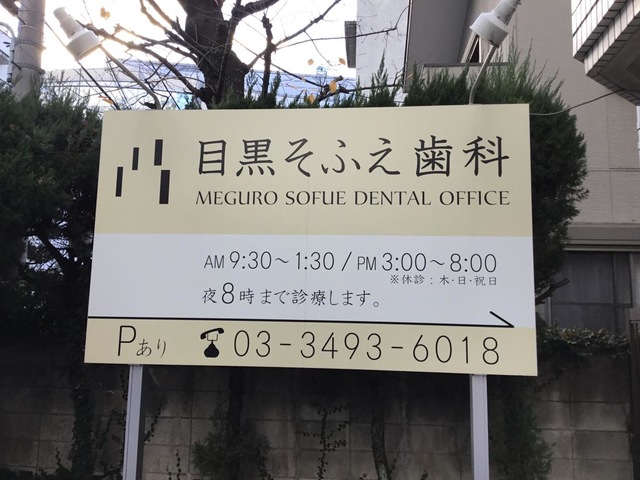 目黒そふえ歯科
MEGURO SOFUE DENTAL OFFICE
AM 9:30〜1:30 / PM 3:00〜8:00
※休診：木・日・祝日
夜8時まで診療します。
Pあり 03-3493-6018